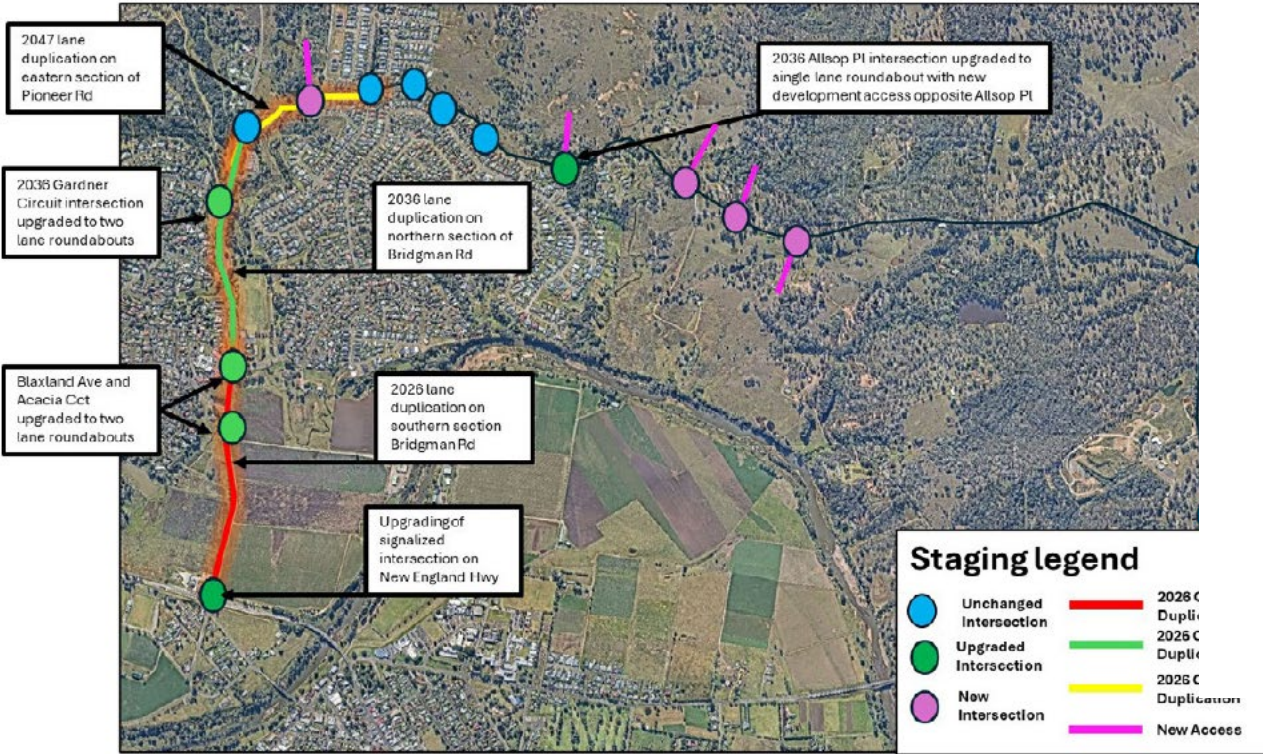 2047 lane
duplication on
eastern section of
Pioneer Rd
2036 Allsop Pl intersection upgraded to
single lane roundabout with new
development access opposite Allsop Pl
2036 Gardner
Circuit intersection
upgraded to two
lane roundabouts
2036 lane
duplication on
northern section of
Bridgman Rd
Blaxland Ave and
Acacia Cct
upgraded to two
lane roundabouts
2026 lane
duplication on
southern section
Bridgman Rd
Upgrading of
signalized
intersection on
New England Hwy
Staging legend
Unchanged
Intersection
Upgraded
Intersection
New
Intersection
2026
Dupli
2026
Dupli
2026
Duplication
New Access